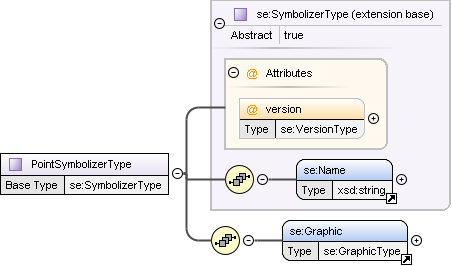 se:SymbolizerType (extension base)
Abstract true
@ Attributes
@ version
Type se:VersionType
PointSymbolizerType
Base Type se:SymbolizerType
se:Name
Type xsd:string
se:Graphic
Type se:GraphicType